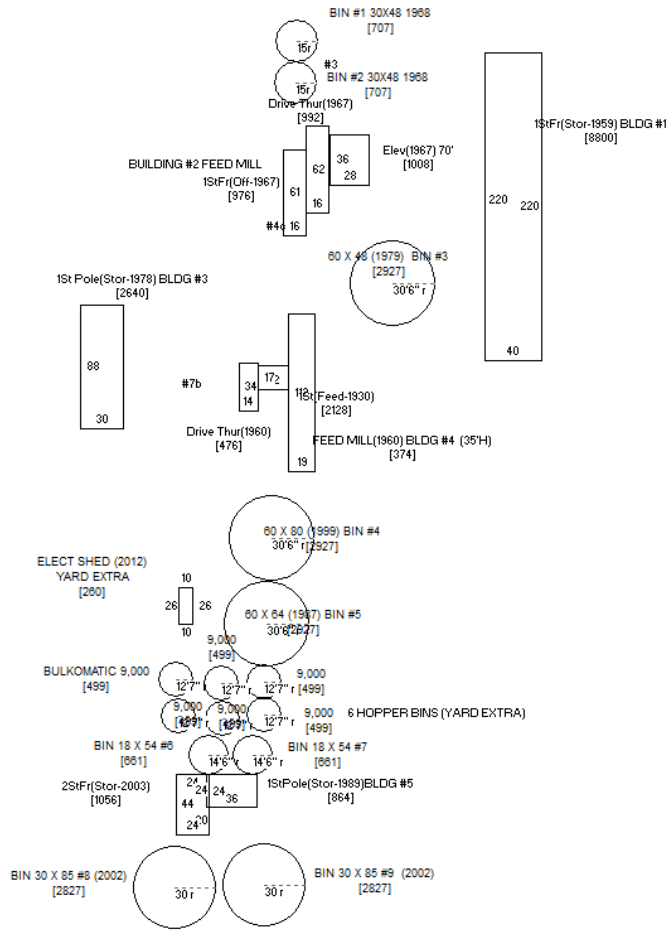 BIN #1 30X48 1968
[707]
15r
#3
BIN #2 30X48 1968
[707]
15r
Drive Thur(1967)
[992]
1StFr(Stor-1959) BLDG #1
[8800]
220 220
40
BUILDING #2 FEED MILL
1StFr(Off-1967)
[976]
61
16
62
16
36
28
Elev(1967) 70'
[1008]
60 X 48 (1979) BIN #3
[2927]
30'6" r
1St Pole(Stor-1978) BLDG #3
[2640]
88
30
#7b
34
14
17
112
1St(Feed-1930)
[2128]
19
Drive Thur(1960)
[476]
FEED MILL(1960) BLDG #4 (35'H)
[374]
60 X 80 (1999) BIN #4
[2927]
30'6" r
ELECT SHED (2012)
YARD EXTRA
[260]
10
26 26
10
60 X 64 (1987) BIN #5
[2927]
30'6" r
9,000
[499]
BULKOMATIC 9,000
[499]
12'7" r
12'7" r
12'7" r
9,000
[499]
9,000
[499]
12'7" r
9,000
[499]
12'7" r
12'7" r
9,000
[499]
6 HOPPER BINS (YARD EXTRA)
BIN 18 X 54 #6
[661]
14'6" r
14'6" r
BIN 18 X 54 #7
[661]
2StFr(Stor-2003)
[1056]
24
24
44
24
24
36
1StPole(Stor-1989)BLDG #5
[864]
BIN 30 X 85 #8 (2002)
[2827]
30 r
30 r
BIN 30 X 85 #9 (2002)
[2827]